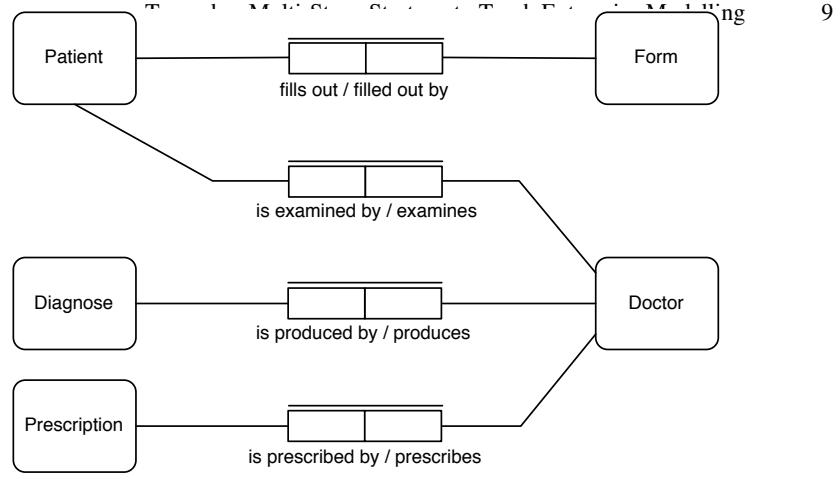 Modelling 9
Patient
Form
fills out / filled out by
is examined by / examines
Diagnose
Doctor
is produced by / produces
Prescription
is prescribed by / prescribes